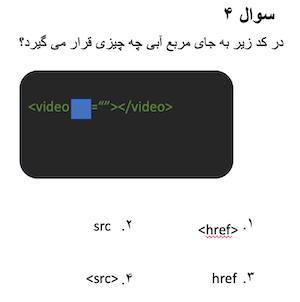 سوال ۴
در کد زیر به جای مربع آبی چه چیزی قرار می گیرد؟
<video =“”></video>
۱. <href>
۲. src
۳. href
۴. <src>